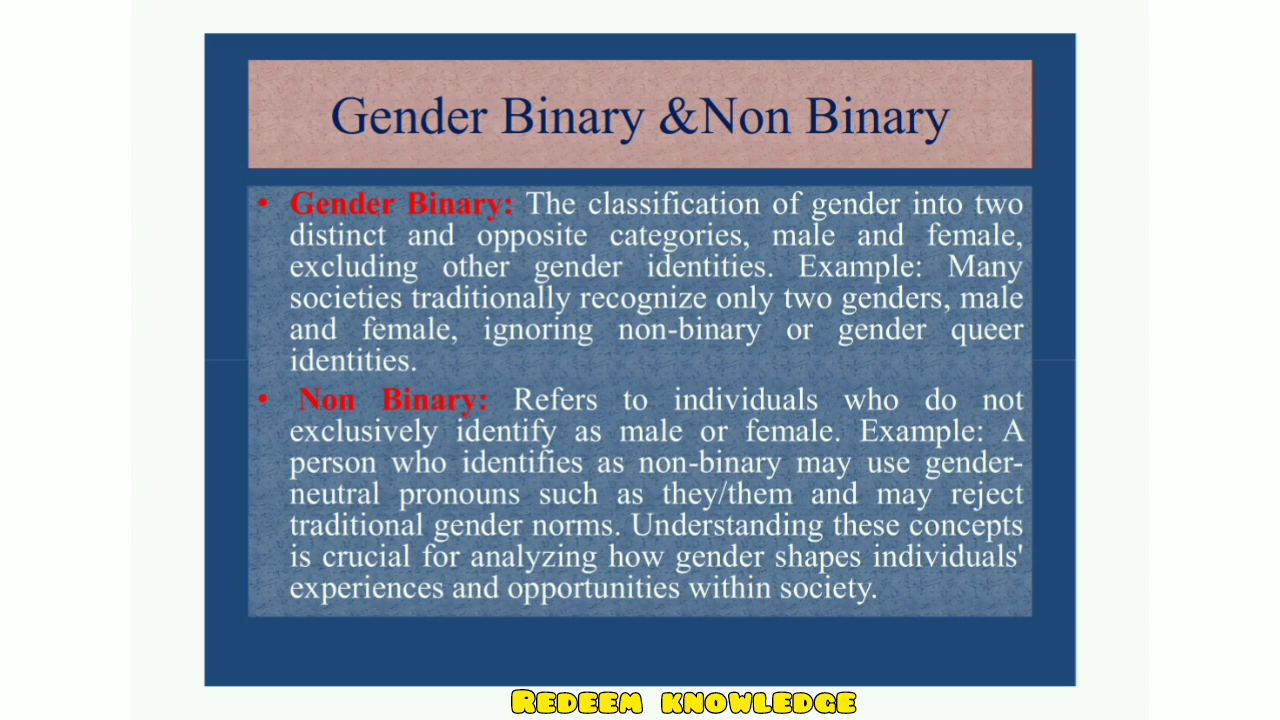 Gender Binary &Non Binary
• Gender Binary: The classification of gender into two
distinct and opposite categories, male and female,
excluding other gender identities. Example: Many
societies traditionally recognize only two genders, male
and female, ignoring non-binary or gender queer
identities.
• Non Binary: Refers to individuals who do not
exclusively identify as male or female. Example: A
person who identifies as non-binary may use gender-
neutral pronouns such as they/them and may reject
traditional gender norms. Understanding these concepts
is crucial for analyzing how gender shapes individuals'
experiences and opportunities within society.
Redeem knowledge